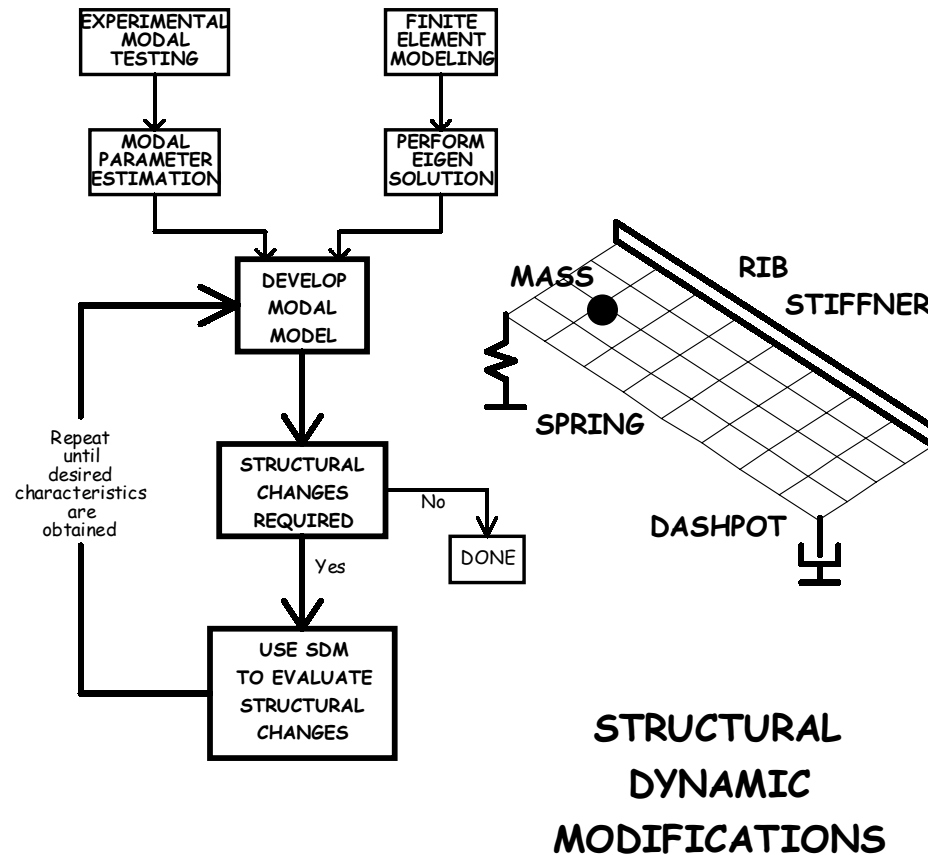 EXPERIMENTAL
MODAL
TESTING
FINITE
ELEMENT
MODELING
MODAL
PARAMETER
ESTIMATION
PERFORM
EIGEN
SOLUTION
DEVELOP
MODAL
MODEL
MASS
RIB
STIFFNER
SPRING
DASHPOT
Repeat
until
desired
characteristics
are
obtained
STRUCTURAL
CHANGES
REQUIRED
No
DONE
Yes
USE SDM
TO EVALUATE
STRUCTURAL
CHANGES
STRUCTURAL
DYNAMIC
MODIFICATIONS